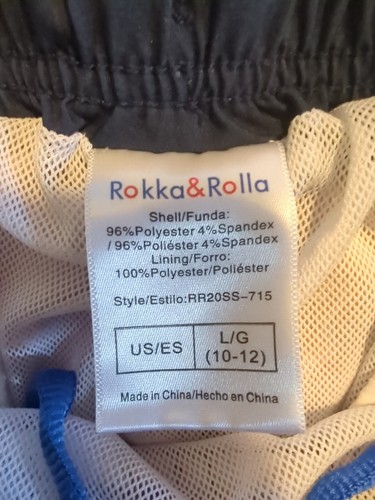 Rokka&Rolla
Shell/Funda:
96%Polyester 4%Spandex
/ 96%Poliéster 4%Spandex
Lining/Forro:
100%Polyester/Poliéster
Style/Estilo:RR20SS-715
US/ES
L/G
(10-12)
Made in China/Hecho en China